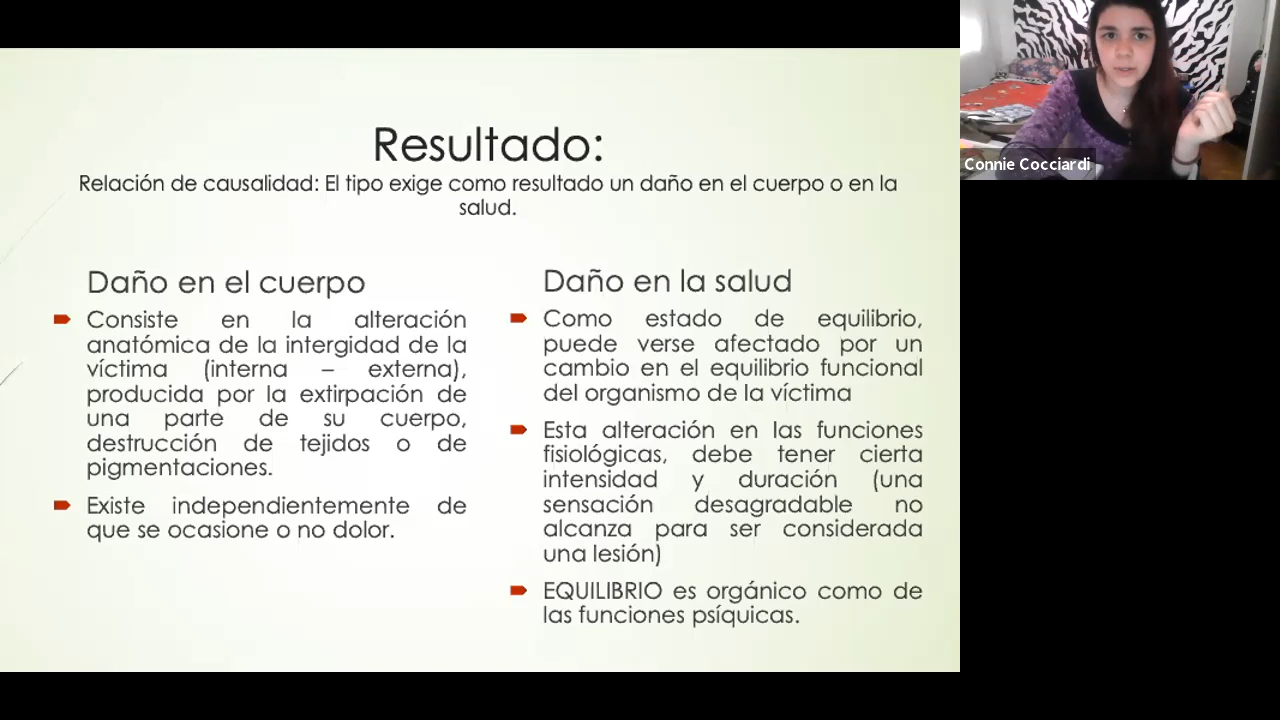 Resultado:
Relación de causalidad: El tipo exige como resultado un daño en el cuerpo o en la
salud.
Daño en el cuerpo
Consiste en la alteración
anatómica de la intergidad de la
víctima (interna – externa),
producida por la extirpación de
una parte de su cuerpo,
destrucción de tejidos o de
pigmentaciones.
Existe independientemente de
que se ocasione o no dolor.
Daño en la salud
Como estado de equilibrio,
puede verse afectado por un
cambio en el equilibrio funcional
del organismo de la víctima
Esta alteración en las funciones
fisiológicas, debe tener cierta
intensidad y duración (una
sensación desagradable no
alcanza para ser considerada
una lesión)
EQUILIBRIO es orgánico como de
las funciones psíquicas.
Connie Cocciardi